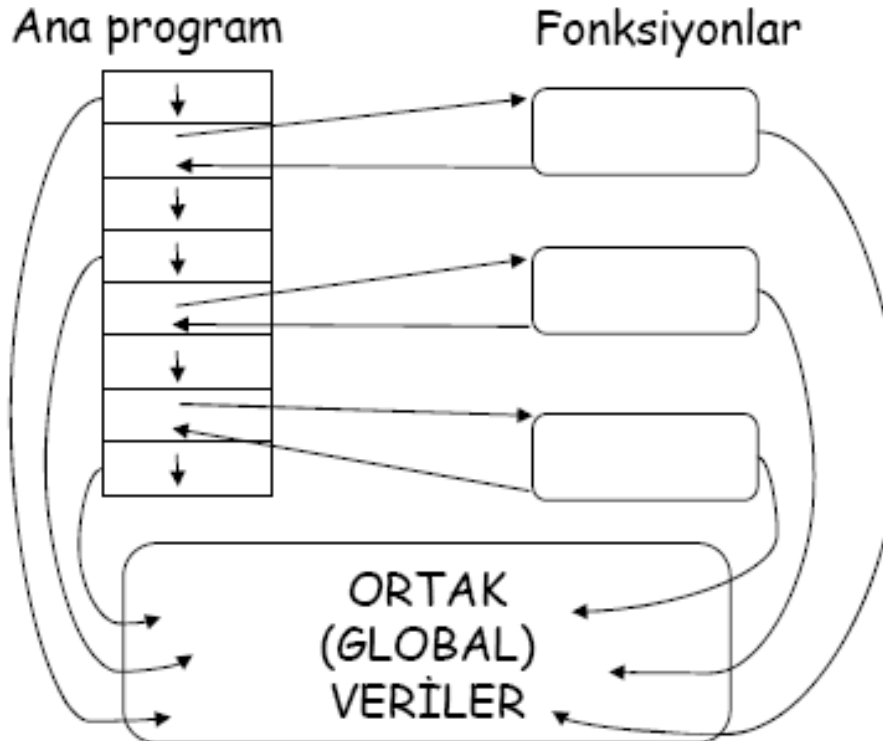 Ana program
Fonksiyonlar
ORTAK
(GLOBAL)
VERİLER